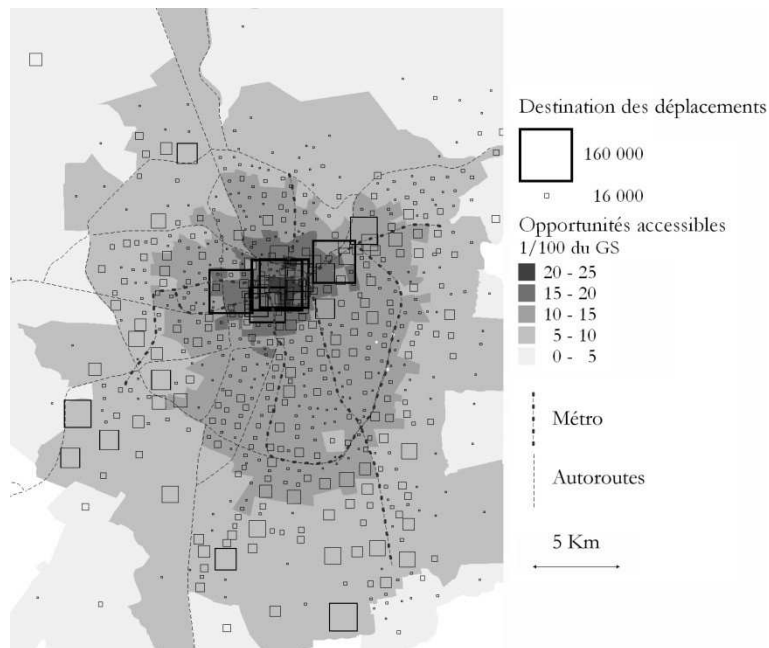 Destination des déplacements
160 000
16 000
Opportunités accessibles
1/100 du GS
20 - 25
15 - 20
10 - 15
5 - 10
0 - 5
Métro
Autoroutes
5 Km